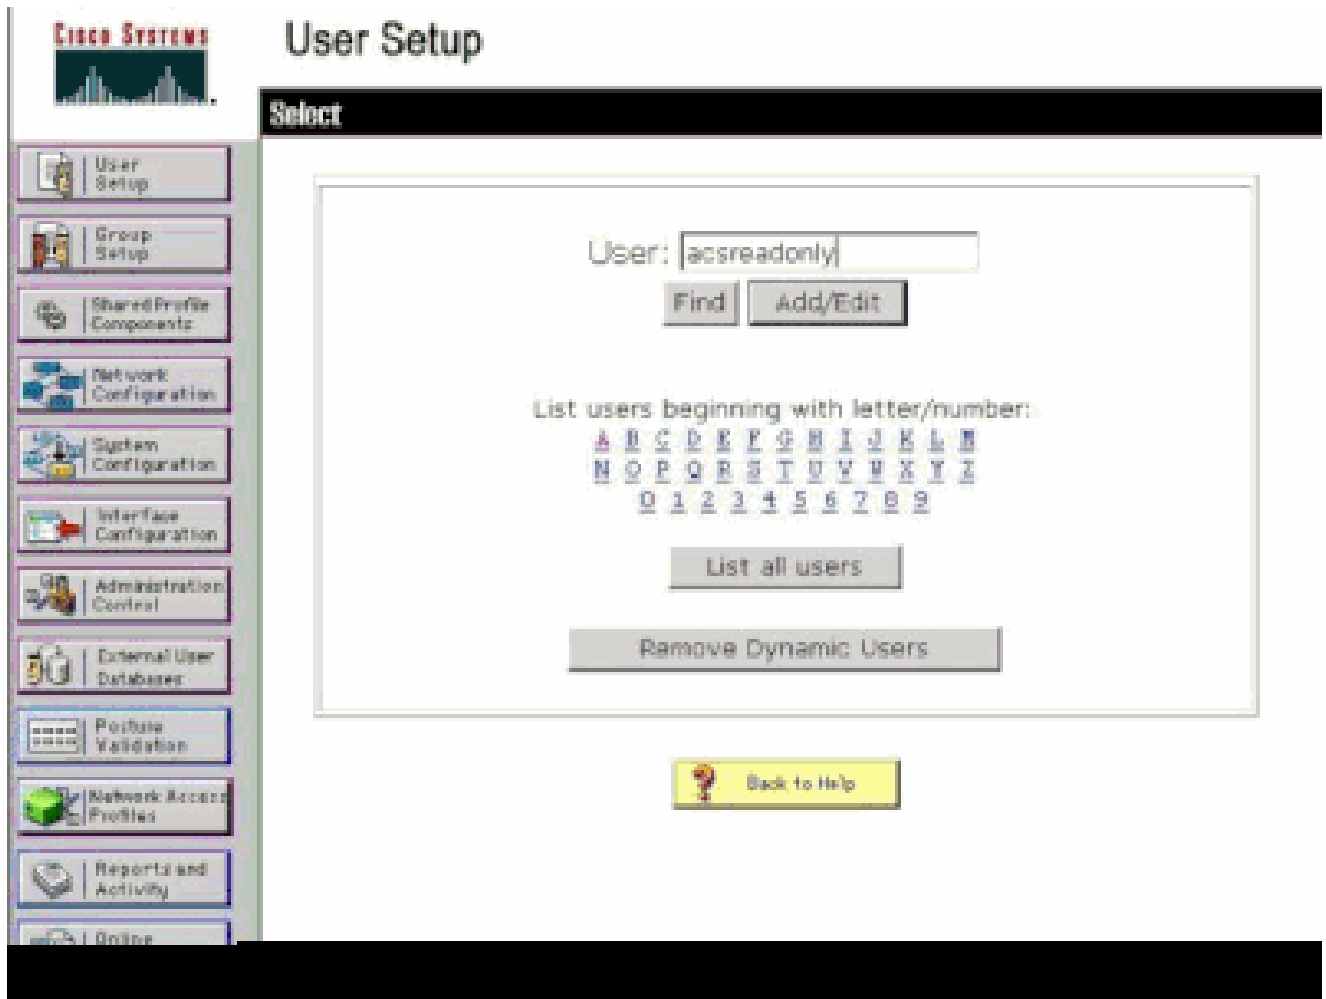 CISCO SYSTEMS
User Setup
Select
User
Setup
Group
Setup
Shared Profile
Components
Network
Configuration
System
Configuration
Interface
Configuration
Administration
Control
External User
Databases
Posture
Validation
Network Access
Profiles
Reports and
Activity
Online
User: acsreadonly
Find Add/Edit
List users beginning with letter/number:
A B C D E F G H I J K L M
N O P Q R S T U V W X Y Z
0 1 2 3 4 5 6 7 8 9
List all users
Remove Dynamic Users
? Back to Help